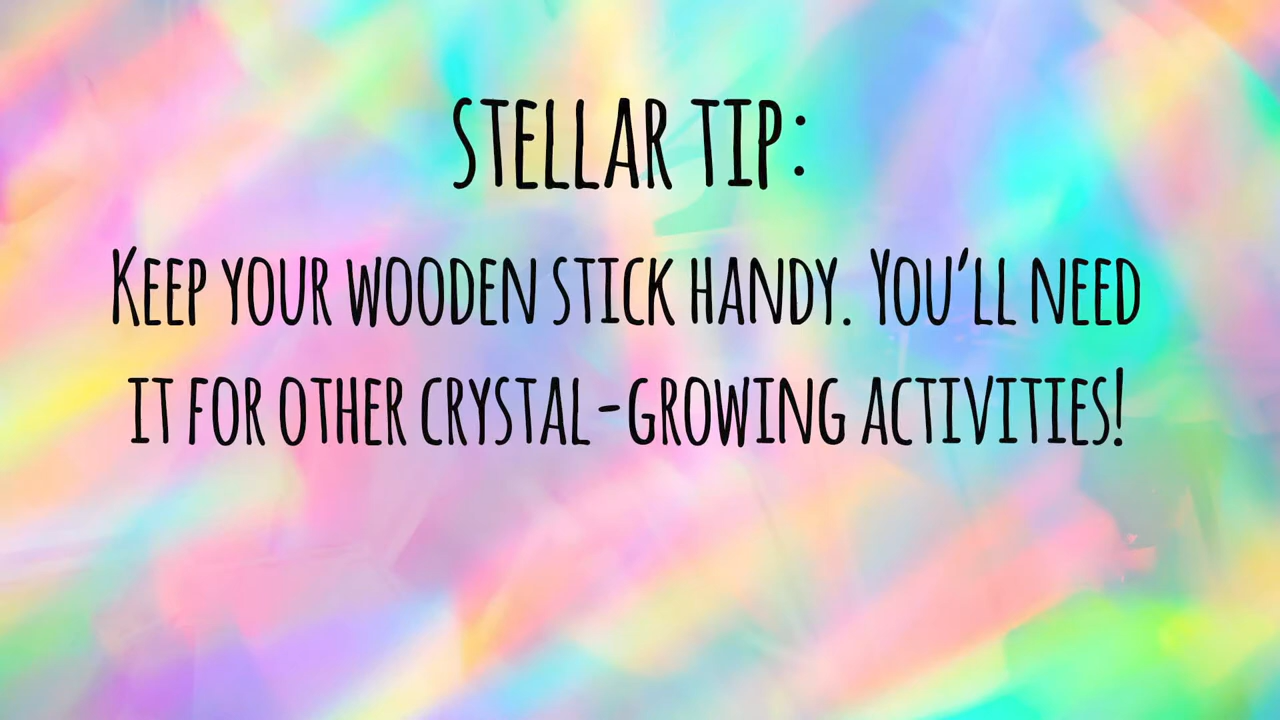 STELLAR TIP:
KEEP YOUR WOODEN STICK HANDY. YOU'LL NEED
IT FOR OTHER CRYSTAL-GROWING ACTIVITIES!